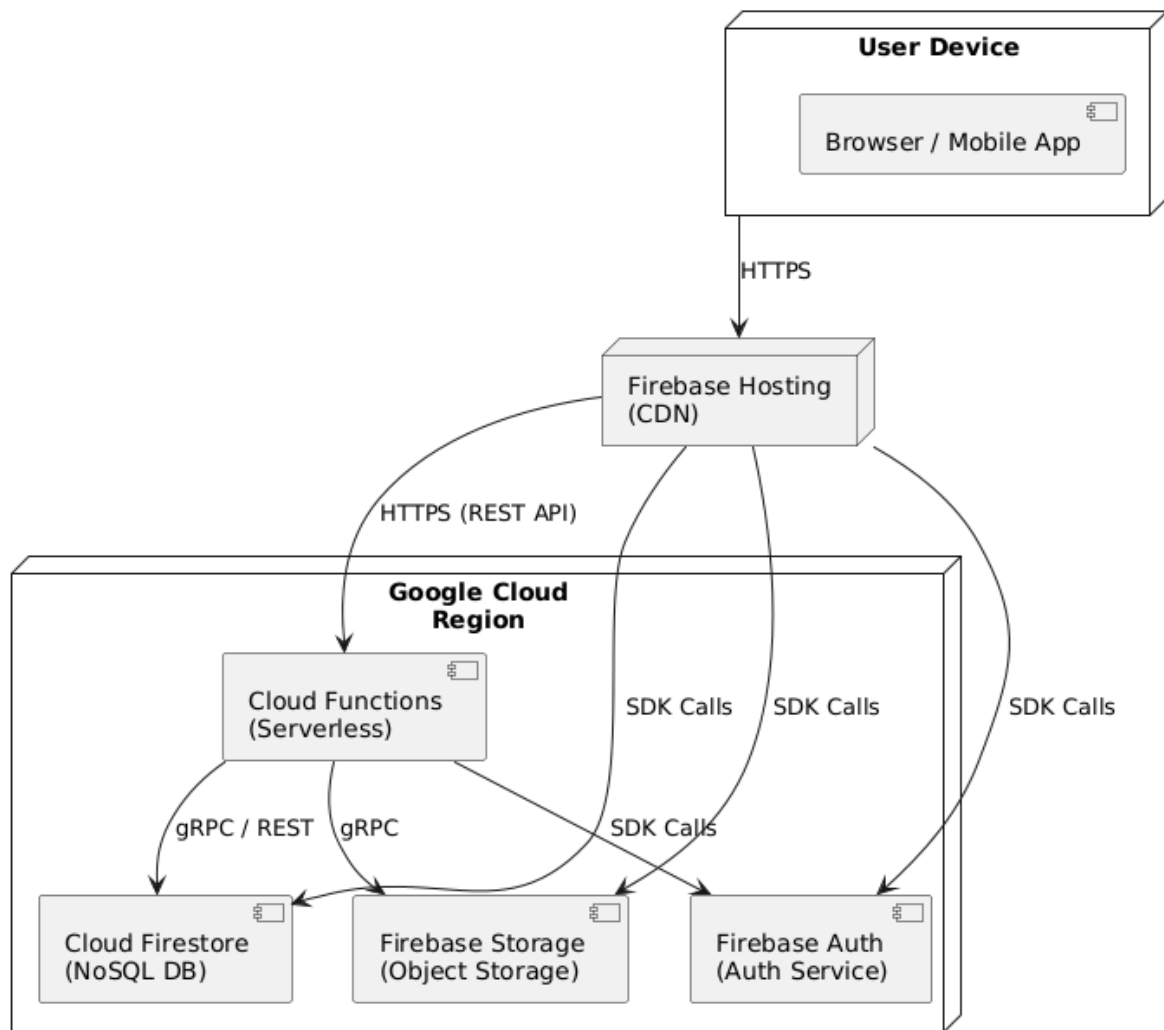 User Device
Browser / Mobile App
HTTPS
Firebase Hosting
(CDN)
HTTPS (REST API)
Google Cloud
Region
Cloud Functions
(Serverless)
SDK Calls
SDK Calls
SDK Calls
gRPC / REST
gRPC
SDK Calls
Cloud Firestore
(NoSQL DB)
Firebase Storage
(Object Storage)
Firebase Auth
(Auth Service)